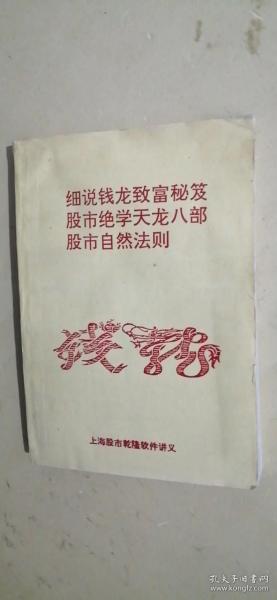 细说钱龙致富秘笈
股市绝学天龙八部
股市自然法则
钱龙
上海股市乾隆软件讲义
孔夫子旧书网